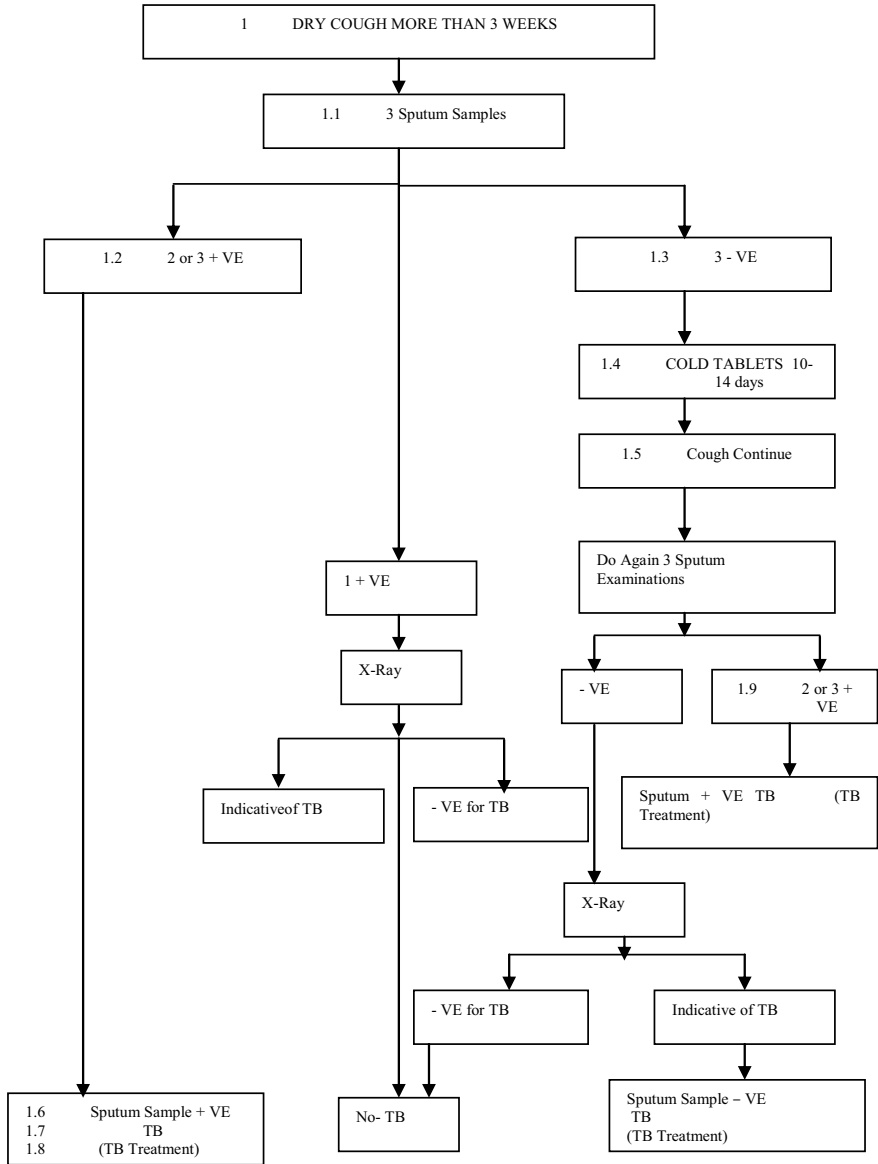 1 DRY COUGH MORE THAN 3 WEEKS
1.1 3 Sputum Samples
1.2 2 or 3 + VE
1.3 3 - VE
1.4 COLD TABLETS 10-
14 days
1.5 Cough Continue
Do Again 3 Sputum
Examinations
1 + VE
X-Ray
- VE
1.9 2 or 3 +
VE
Indicativeof TB
- VE for TB
Sputum + VE TB (TB
Treatment)
X-Ray
- VE for TB
Indicative of TB
1.6 Sputum Sample + VE
1.7 TB
1.8 (TB Treatment)
No- TB
Sputum Sample – VE
TB
(TB Treatment)